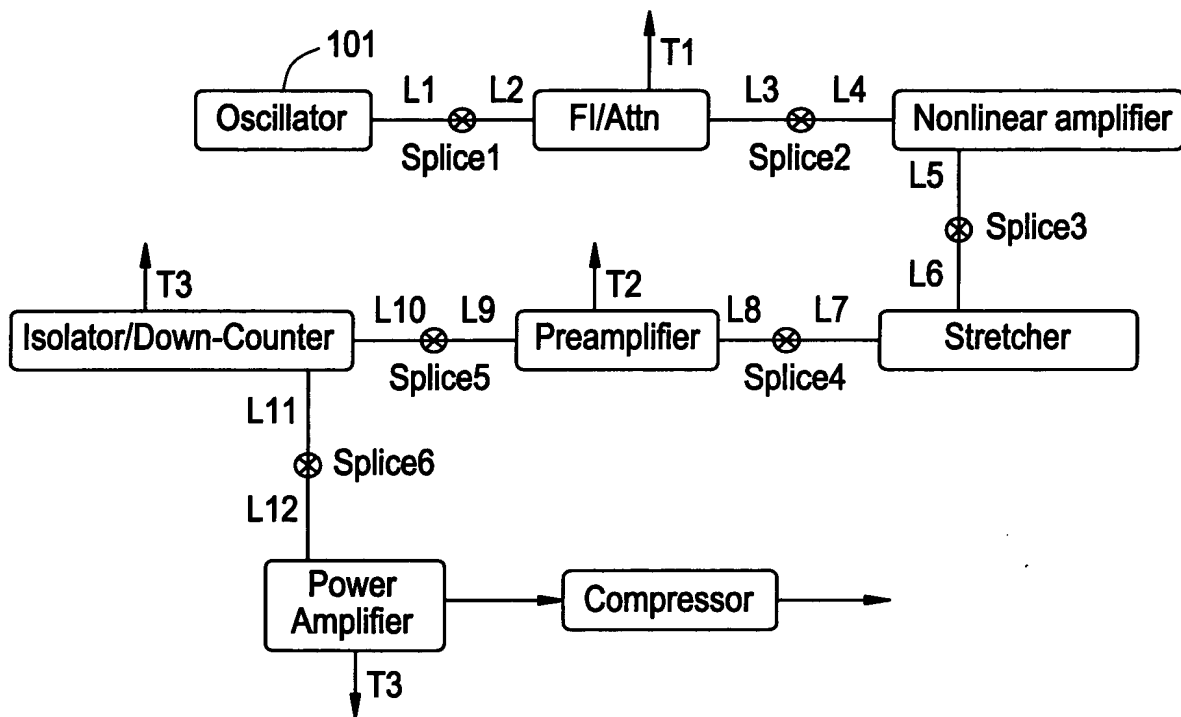 101
T1
L1
L2
L3
L4
Oscillator
FI/Attn
Nonlinear amplifier
Splice1
Splice2
L5
Splice3
T3
T2
L6
L10
L9
L8
L7
Isolator/Down-Counter
Preamplifier
Stretcher
Splice5
Splice4
L11
Splice6
L12
Power
Amplifier
Compressor
T3